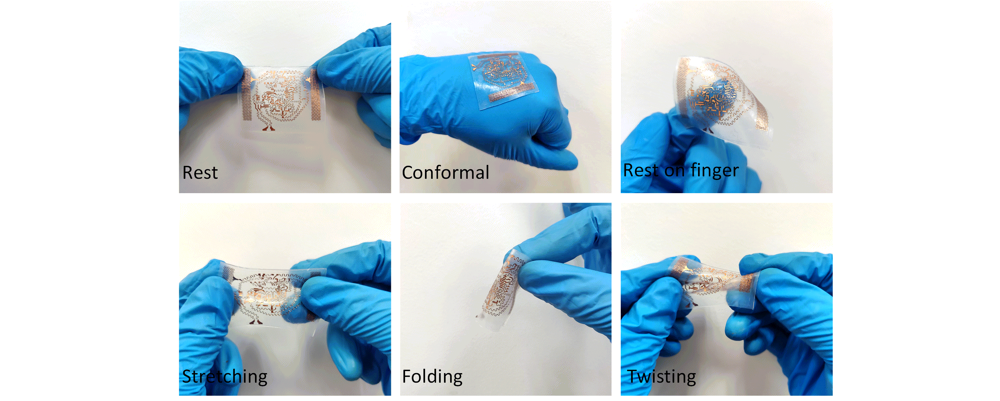 Rest
Conformal
Rest on finger
Stretching
Folding
Twisting